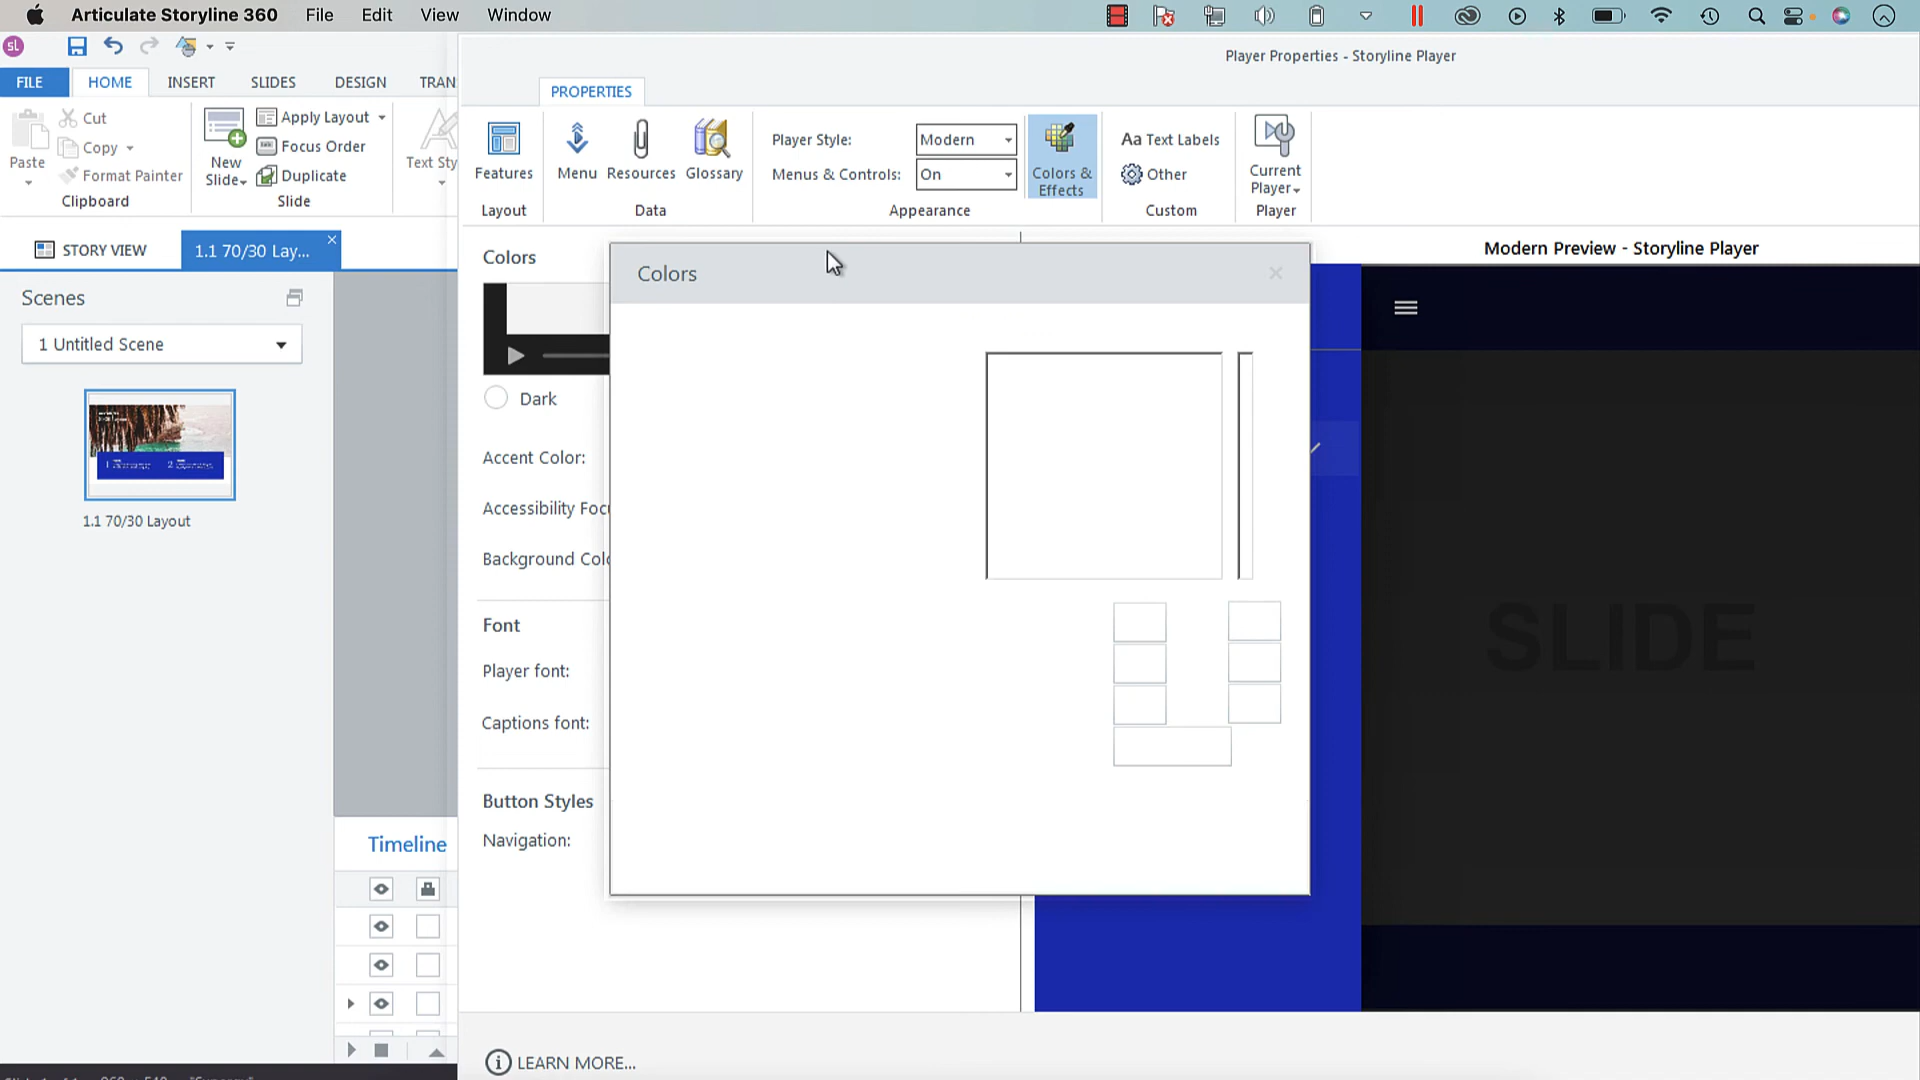 Articulate Storyline 360 File Edit View Window
sl
Player Properties - Storyline Player
FILE HOME INSERT SLIDES DESIGN TRAN
PROPERTIES
Paste
Cut
Copy
Format Painter
Clipboard
New Slide
Apply Layout
Focus Order
Duplicate
Slide
Text Sty
Features
Layout
Menu Resources Glossary
Data
Player Style: Modern
Menus & Controls: On
Appearance
Colors & Effects
Aa Text Labels
Other
Custom
Current Player
Player
STORY VIEW
1.1 70/30 Lay...
Scenes
1 Untitled Scene
1.1 70/30 Layout
Timeline
Colors
Dark
Accent Color:
Accessibility Focu
Background Colo
Font
Player font:
Captions font:
Button Styles
Navigation:
Colors
Modern Preview - Storyline Player
SLIDE
LEARN MORE...